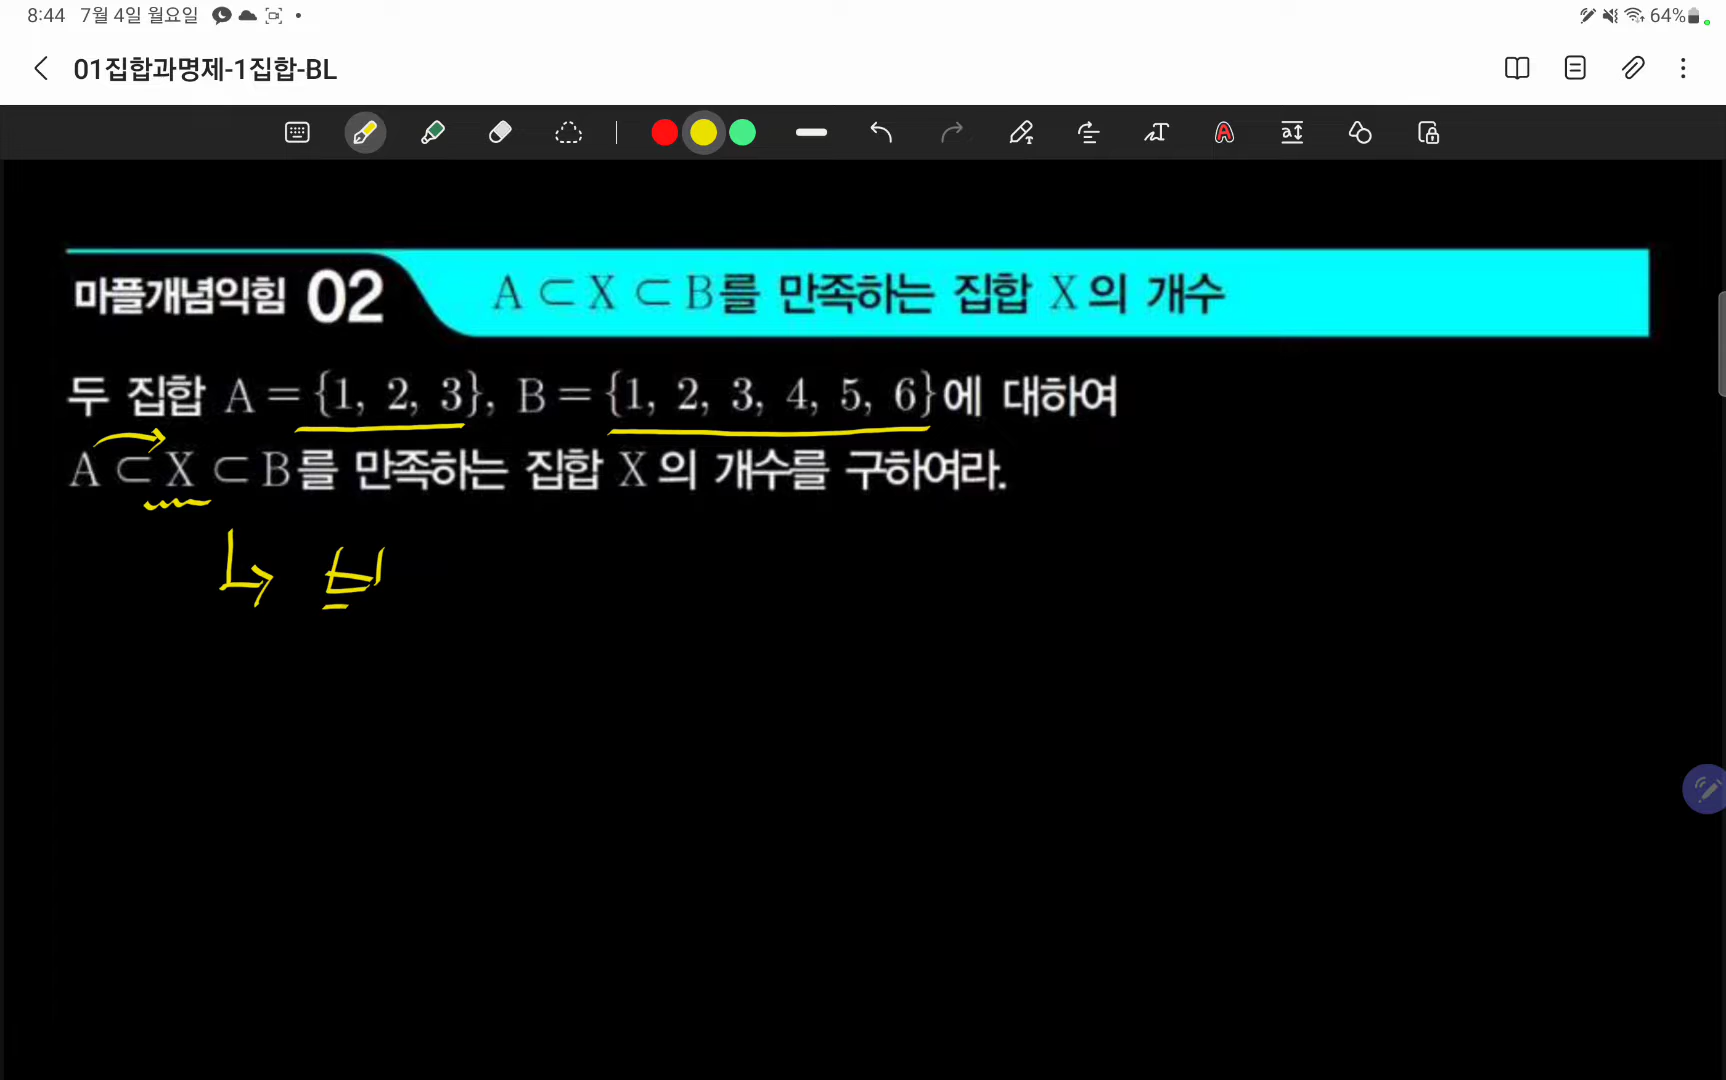 8:44 7월 4일 월요일 64%
01집합과명제-1집합-BL
마플개념익힘 02 A ⊂ X ⊂ B를 만족하는 집합 X의 개수
두 집합 A = {1, 2, 3}, B = {1, 2, 3, 4, 5, 6}에 대하여
A ⊂ X ⊂ B를 만족하는 집합 X의 개수를 구하여라.